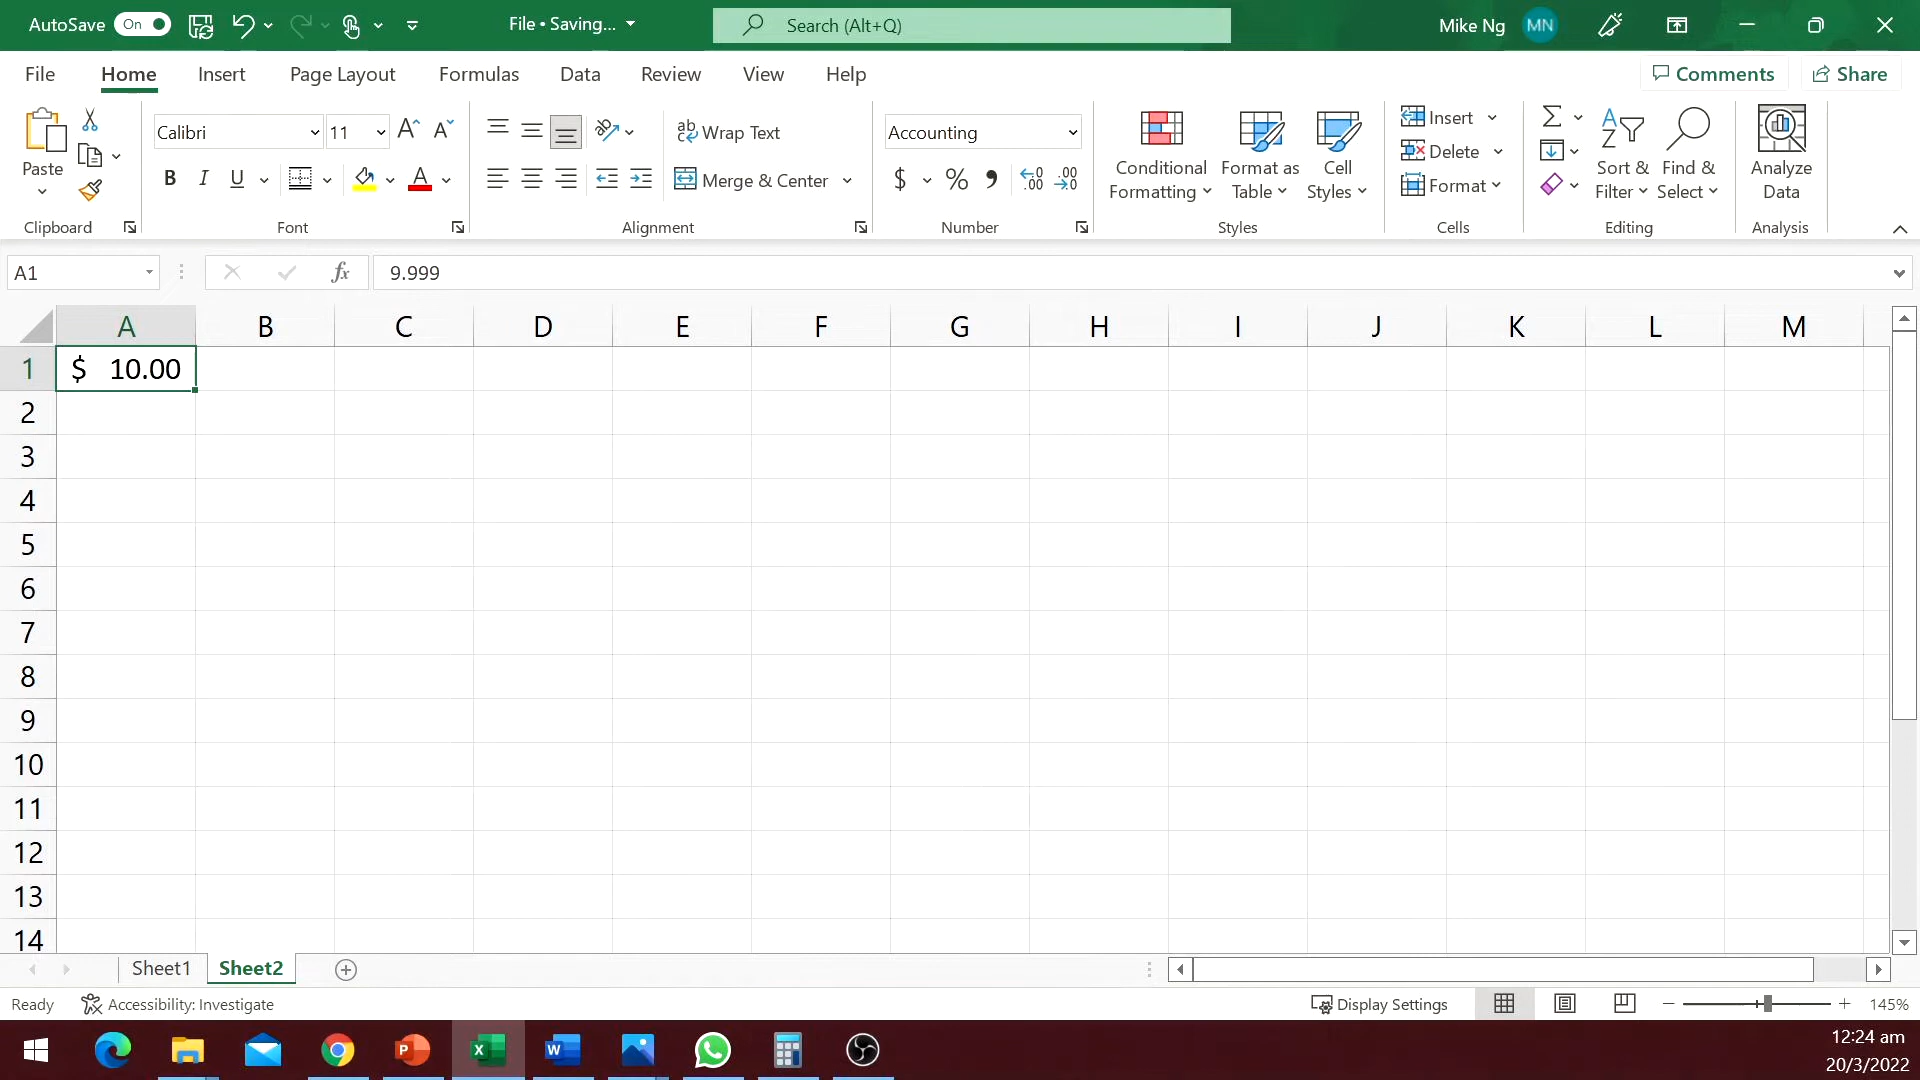 AutoSave On File • Saving... Search (Alt+Q) Mike Ng MN
File Home Insert Page Layout Formulas Data Review View Help Comments Share
Paste Calibri 11 Wrap Text Accounting Conditional Formatting Format as Table Cell Styles Insert Sort & Filter Find & Select Analyze Data
B I U Merge & Center $ % Delete
Format
Clipboard Font Alignment Number Styles Cells Editing Analysis
A1 fx 9.999
A B C D E F G H I J K L M
1 $ 10.00
2
3
4
5
6
7
8
9
10
11
12
13
14
Sheet1 Sheet2
Ready Accessibility: Investigate Display Settings 145%
12:24 am
20/3/2022